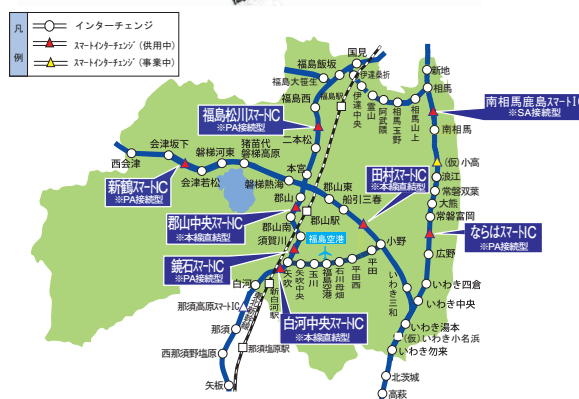 凡例
インターチェンジ
スマートインターチェンジ（供用中）
スマートインターチェンジ（事業中）
国見
福島飯坂
福島大笹生
伊達桑折
福島駅
福島西
伊達中央
霊山
阿武隈
相馬玉野
相馬山上
新地
相馬
南相馬鹿島スマートIC
※SA接続型
南相馬
福島松川スマートIC
※PA接続型
二本松
(仮)小高
浪江
常磐双葉
大熊
常磐富岡
ならはスマートIC
※PA接続型
広野
西会津
会津坂下
新鶴スマートIC
※PA接続型
会津若松
磐梯河東
猪苗代
磐梯高原
磐梯熱海
本宮
郡山
郡山東
田村スマートIC
※本線直結型
船引三春
郡山駅
郡山中央スマートIC
※本線直結型
郡山南
須賀川
福島空港
小野
鏡石スマートIC
※PA接続型
矢吹
矢吹中央
玉川
福島空港
石川母畑
平田西
平田
いわき三和
いわき四倉
いわき中央
いわき湯本
(仮)いわき小名浜
いわき勿来
北茨城
高萩
白河
新白河駅
東北新幹線
白河中央スマートIC
※本線直結型
那須高原スマートIC
那須
那須塩原駅
西那須野塩原
矢板